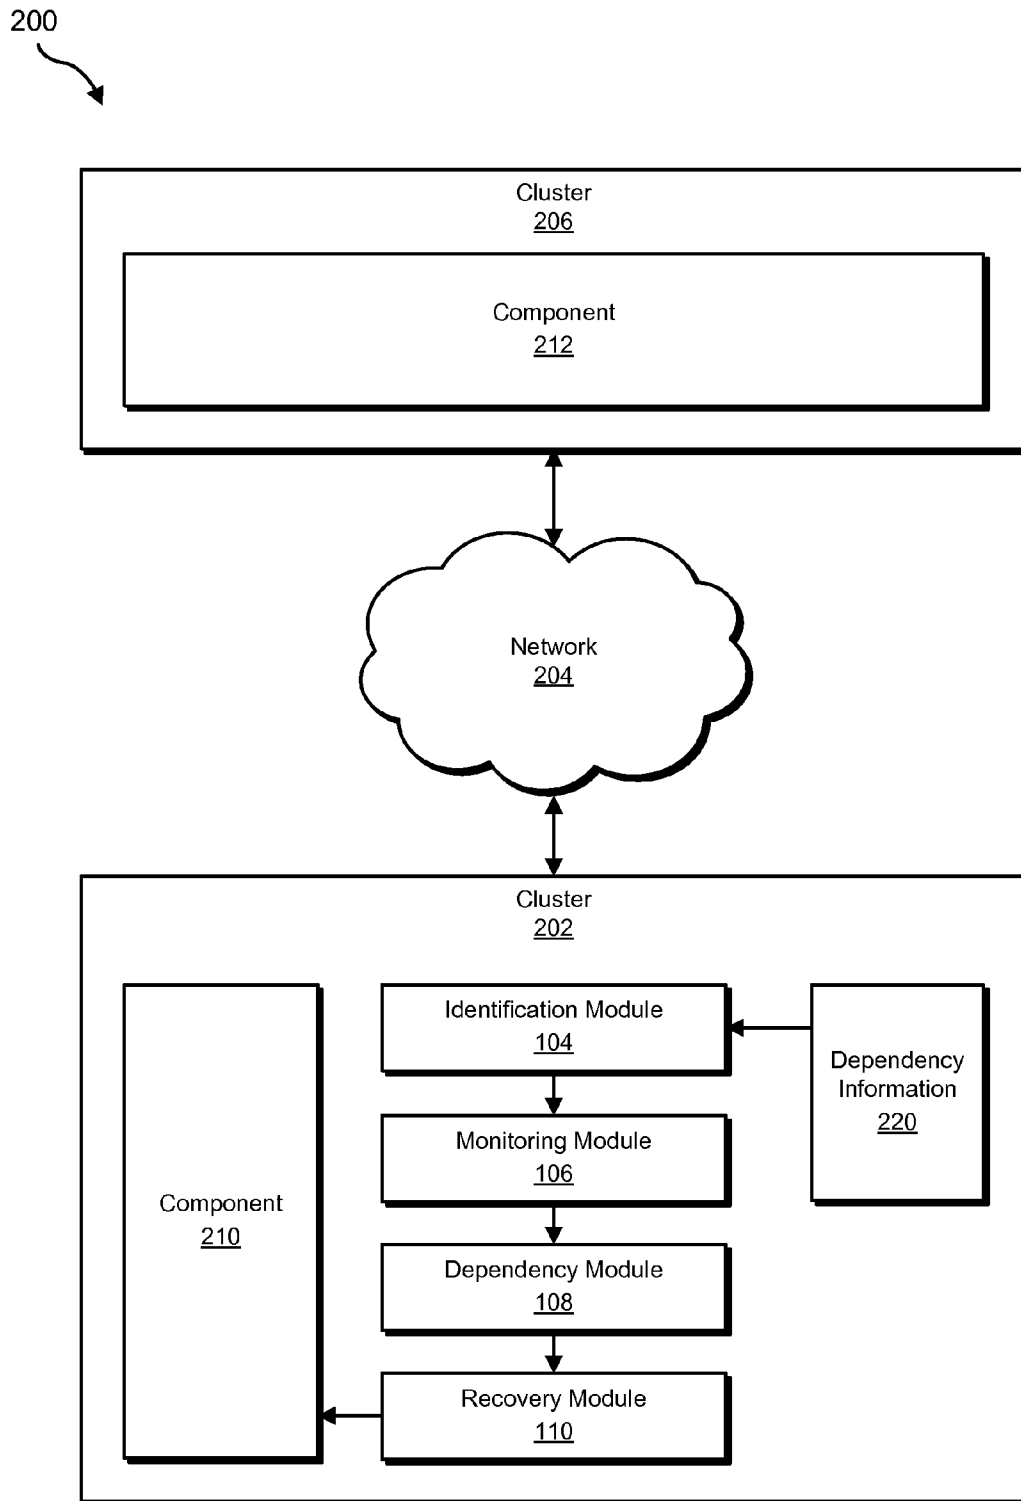 200
Cluster
206
Component
212
Network
204
Cluster
202
Component
210
Identification Module
104
Monitoring Module
106
Dependency Module
108
Recovery Module
110
Dependency
Information
220